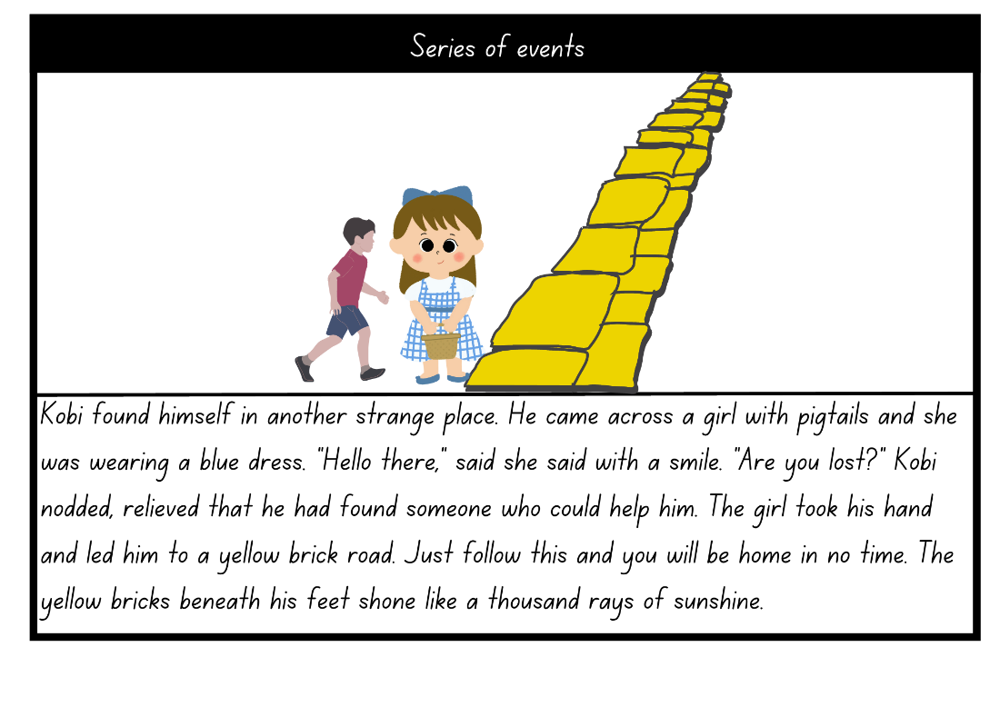 Series of events
Kobi found himself in another strange place. He came across a girl with pigtails and she
was wearing a blue dress. "Hello there," said she said with a smile. "Are you lost?" Kobi
nodded, relieved that he had found someone who could help him. The girl took his hand
and led him to a yellow brick road. Just follow this and you will be home in no time. The
yellow bricks beneath his feet shone like a thousand rays of sunshine.